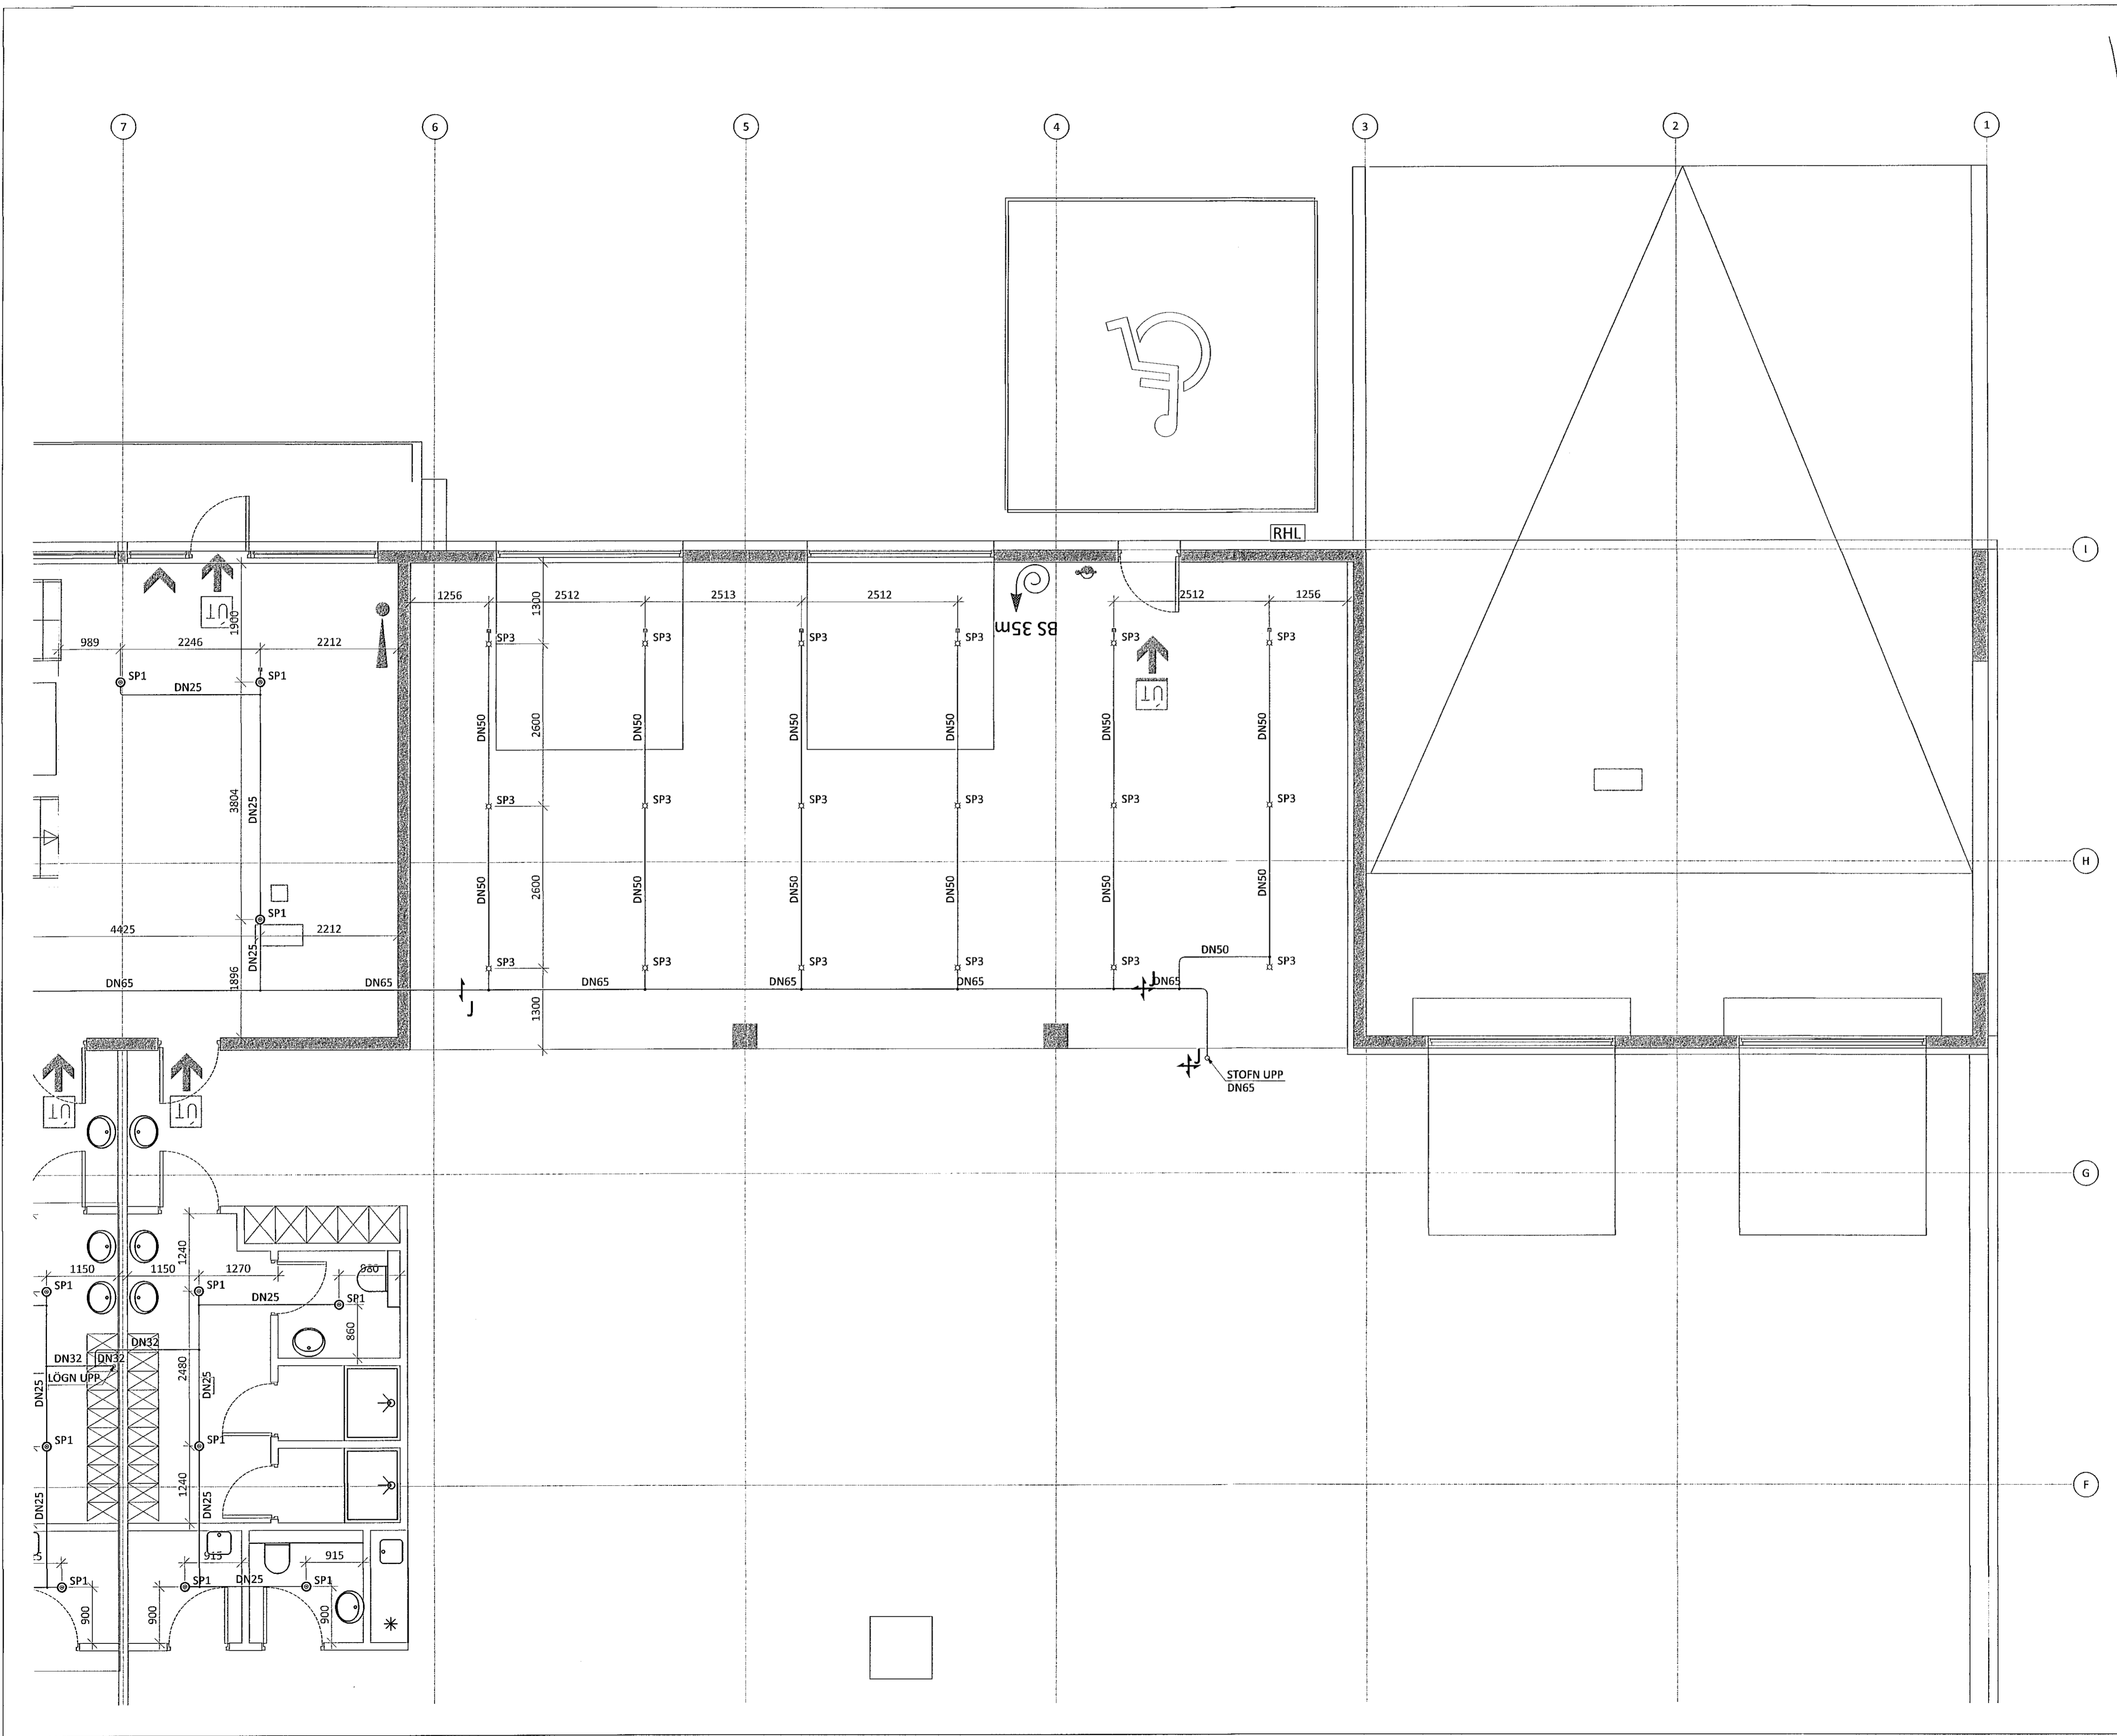 7 6 5 4 3 2 1
RHL
I
1256 2512 2513 2512 2512 1256
1300
BS 35m
ÚT
1900
989 2246 2212
SP3 SP3 SP3 SP3 SP3 SP3
SP1 SP1
DN25
ÚT
DN50 2600 DN50 DN50 DN50 DN50 DN50
3804 DN25
SP3 SP3 SP3 SP3 SP3 SP3
H
DN50 2600 DN50 DN50 DN50 DN50 DN50
SP1
4425 2212
DN25
1896
DN50
SP3 SP3 SP3 SP3 SP3 SP3
DN65 DN65 DN65 DN65 DN65 DN65
J J
1300
J
STOFN UPP
DN65
ÚT ÚT
G
1240
1150 1150 1270 980
SP1 SP1 SP1
DN25
860
DN32
DN32 DN32
LÖGN UPP
2480
DN25 DN25
SP1 SP1
1240
F
DN25 DN25
915 915
SP1 SP1 DN25 SP1
900 900 900